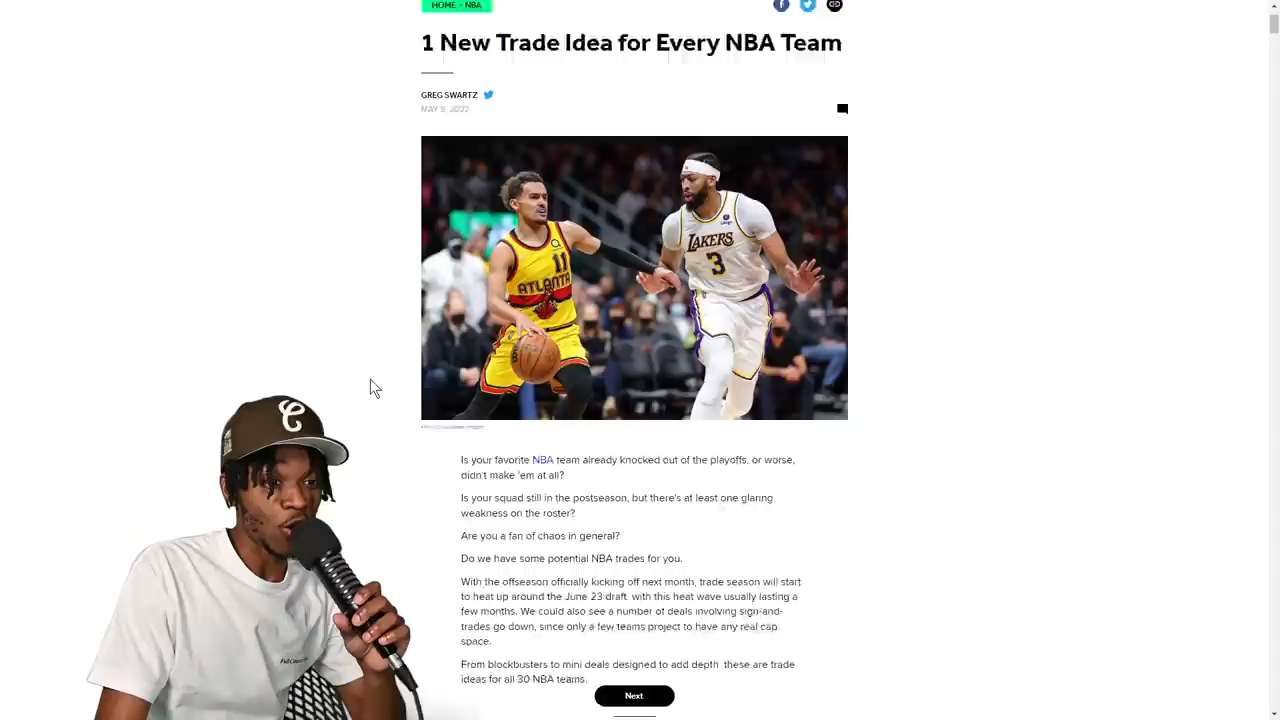 HOME • NBA
1 New Trade Idea for Every NBA Team
GREG SWARTZ
MAY 9, 2022
ATLANTA
11
LAKERS
3
C
Is your favorite NBA team already knocked out of the playoffs, or worse,
didn't make 'em at all?
Is your squad still in the postseason, but there's at least one glaring
weakness on the roster?
Are you a fan of chaos in general?
Do we have some potential NBA trades for you.
With the offseason officially kicking off next month, trade season will start
to heat up around the June 23 draft, with this heat wave usually lasting a
few months. We could also see a number of deals involving sign-and-
trades go down, since only a few teams project to have any real cap
space.
From blockbusters to mini deals designed to add depth, these are trade
ideas for all 30 NBA teams.
Next